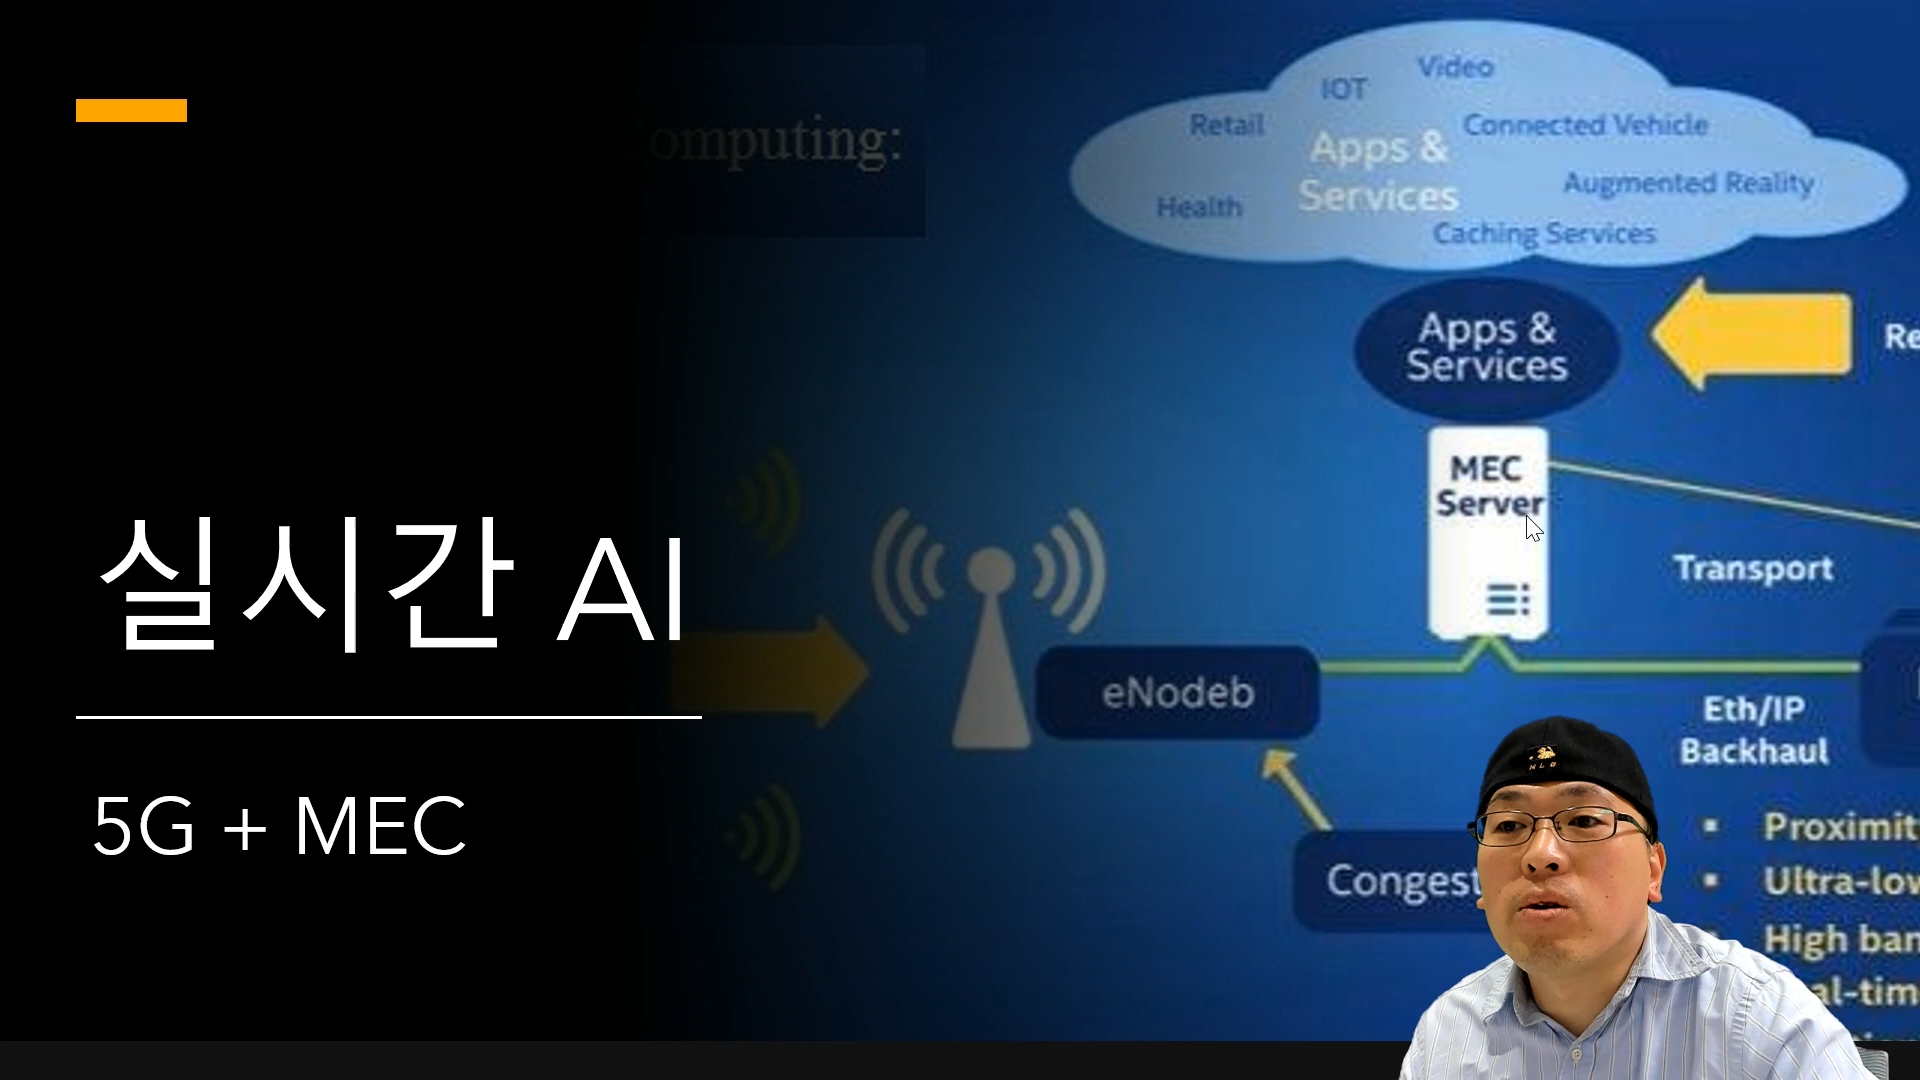 omputing:
Video
IOT
Retail
Connected Vehicle
Apps &
Services
Augmented Reality
Health
Caching Services
Apps &
Services
Re
MEC
Server
Transport
실시간 AI
eNodeb
Eth/IP
Backhaul
5G + MEC
Congest
Proximit
Ultra-low
High ban
al-tim
MLB